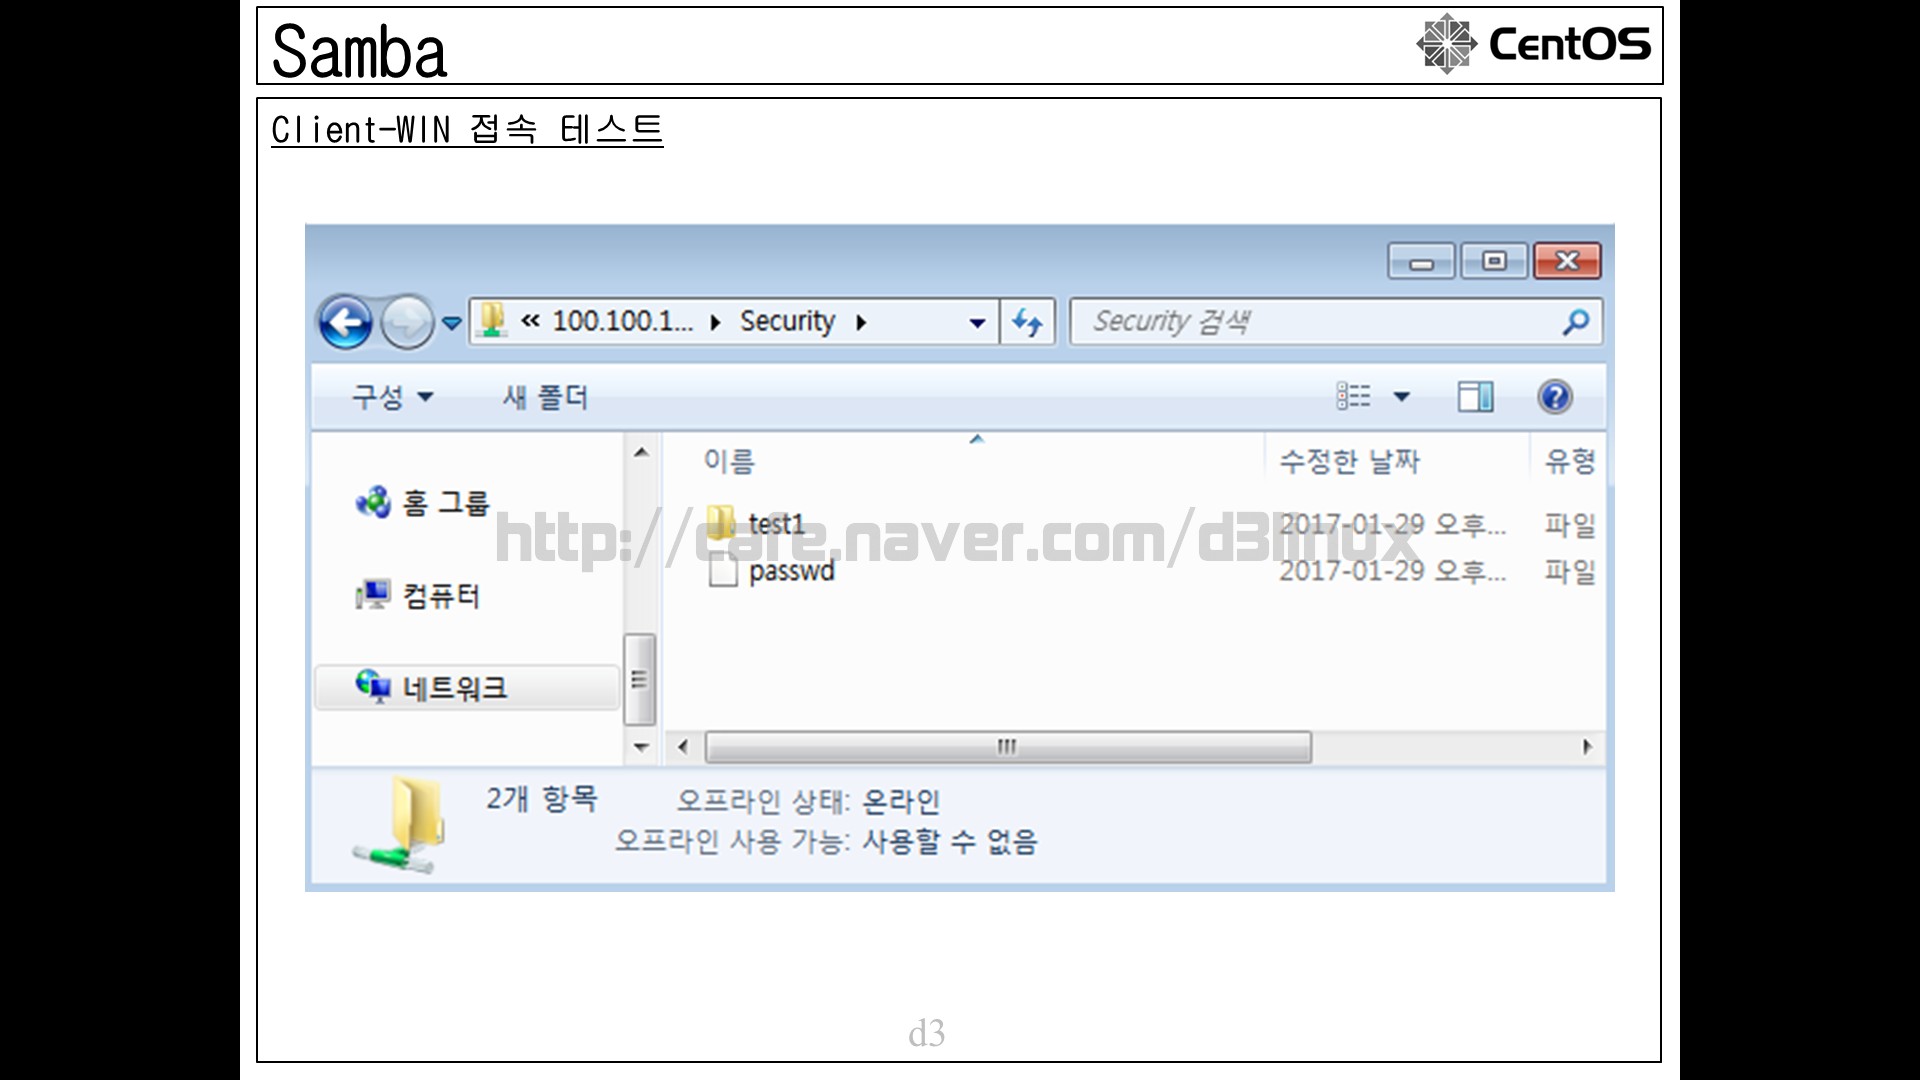 Samba
CentOS
Client-WIN 접속 테스트
« 100.100.1... ▸ Security ▸
Security 검색
구성 새 폴더
이름 수정한 날짜 유형
홈 그룹
컴퓨터
네트워크
test1 2017-01-29 오후... 파일
passwd 2017-01-29 오후... 파일
http://cafe.naver.com/d3linux
2개 항목 오프라인 상태: 온라인
오프라인 사용 가능: 사용할 수 없음
d3